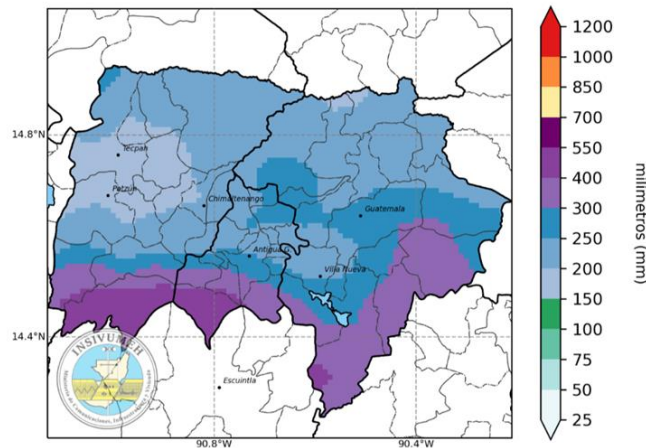 1200
1000
850
700
550
400
300
250
200
150
100
75
50
25
milimetros (mm)
14.8°N
14.4°N
90.8°W
90.4°W
Tecpán
Patzún
Chimaltenango
Guatemala
Antigua G.
Villa Nueva
Escuintla
INSIVUMEH